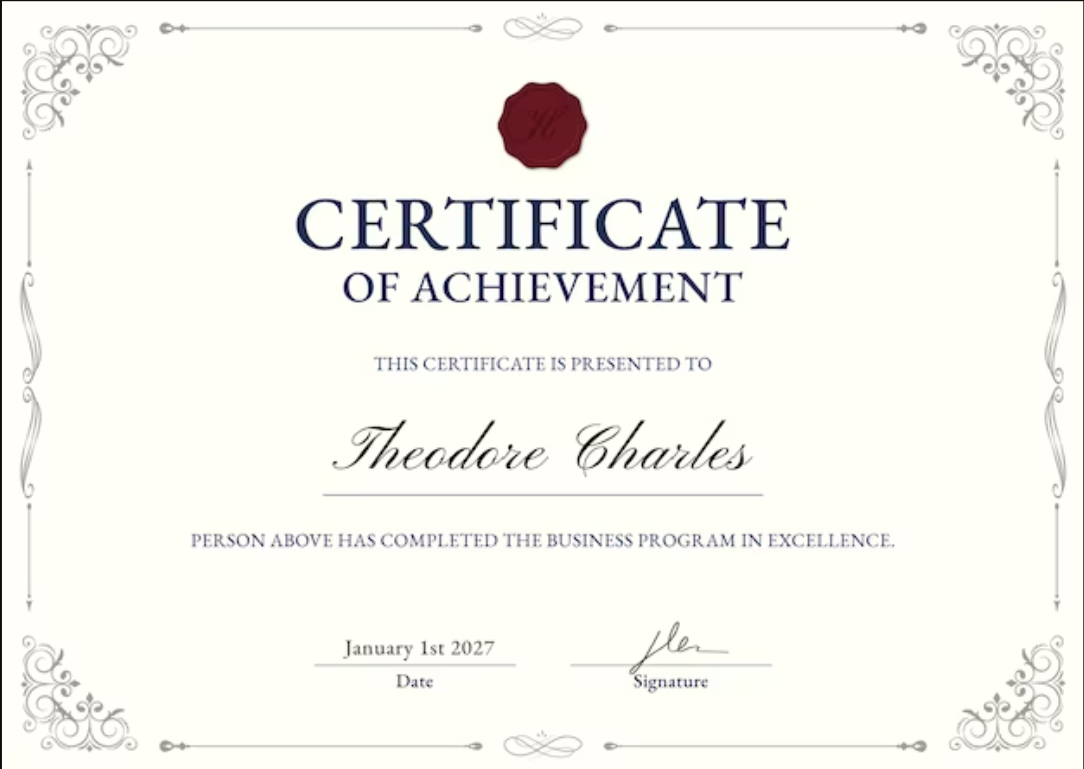 CERTIFICATE
OF ACHIEVEMENT
THIS CERTIFICATE IS PRESENTED TO
Theodore Charles
PERSON ABOVE HAS COMPLETED THE BUSINESS PROGRAM IN EXCELLENCE.
January 1st 2027
Date
Signature